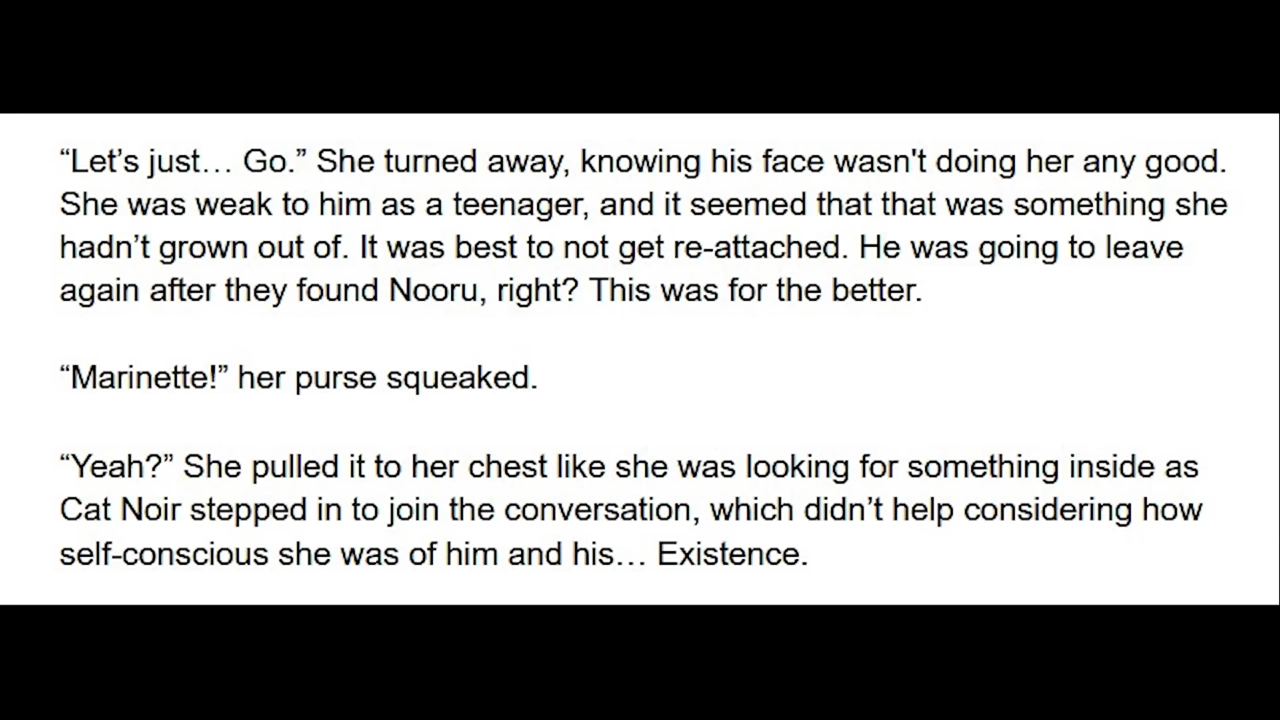 “Let’s just… Go.” She turned away, knowing his face wasn't doing her any good.
She was weak to him as a teenager, and it seemed that that was something she
hadn’t grown out of. It was best to not get re-attached. He was going to leave
again after they found Nooru, right? This was for the better.
“Marinette!” her purse squeaked.
“Yeah?” She pulled it to her chest like she was looking for something inside as
Cat Noir stepped in to join the conversation, which didn’t help considering how
self-conscious she was of him and his… Existence.